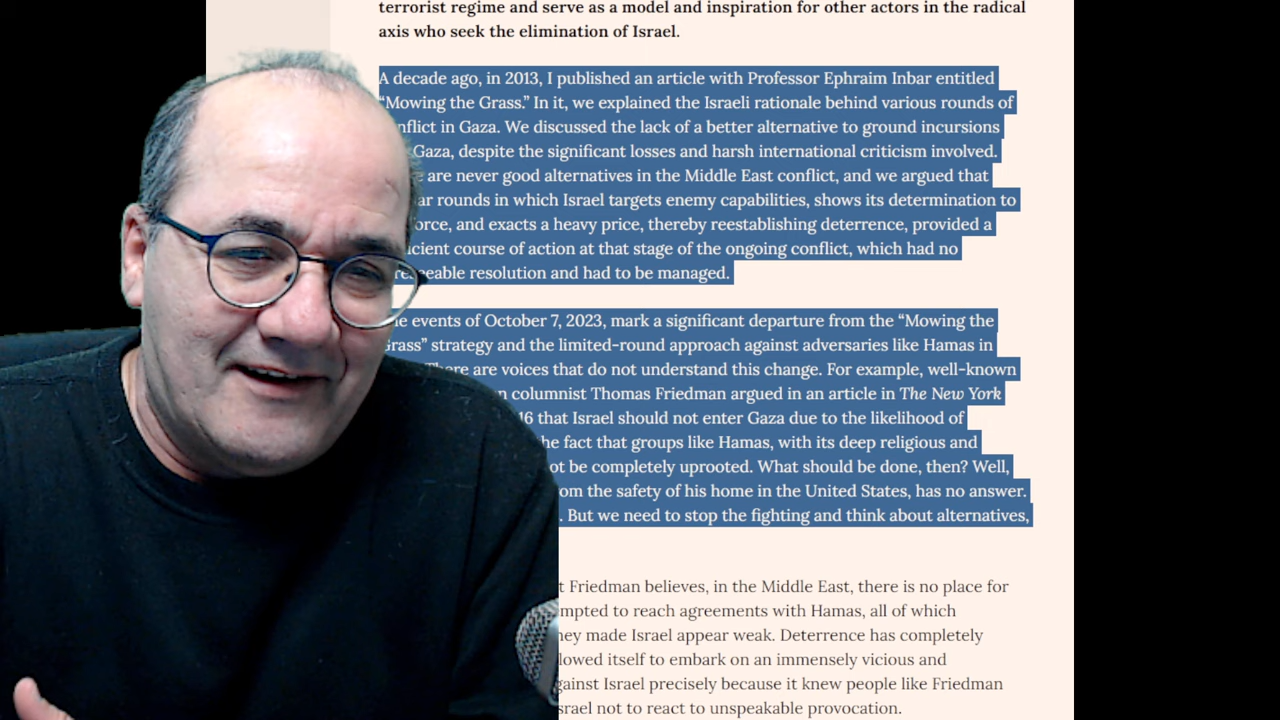 terrorist regime and serve as a model and inspiration for other actors in the radical
axis who seek the elimination of Israel.
A decade ago, in 2013, I published an article with Professor Ephraim Inbar entitled
“Mowing the Grass.” In it, we explained the Israeli rationale behind various rounds of
conflict in Gaza. We discussed the lack of a better alternative to ground incursions
Gaza, despite the significant losses and harsh international criticism involved.
are never good alternatives in the Middle East conflict, and we argued that
rounds in which Israel targets enemy capabilities, shows its determination to
force, and exacts a heavy price, thereby reestablishing deterrence, provided a
course of action at that stage of the ongoing conflict, which had no
resolution and had to be managed.
The events of October 7, 2023, mark a significant departure from the “Mowing the
Grass” strategy and the limited-round approach against adversaries like Hamas in
There are voices that do not understand this change. For example, well-known
columnist Thomas Friedman argued in an article in The New York
16 that Israel should not enter Gaza due to the likelihood of
the fact that groups like Hamas, with its deep religious and
not be completely uprooted. What should be done, then? Well,
from the safety of his home in the United States, has no answer.
. But we need to stop the fighting and think about alternatives,
Friedman believes, in the Middle East, there is no place for
attempted to reach agreements with Hamas, all of which
they made Israel appear weak. Deterrence has completely
allowed itself to embark on an immensely vicious and
against Israel precisely because it knew people like Friedman
Israel not to react to unspeakable provocation.